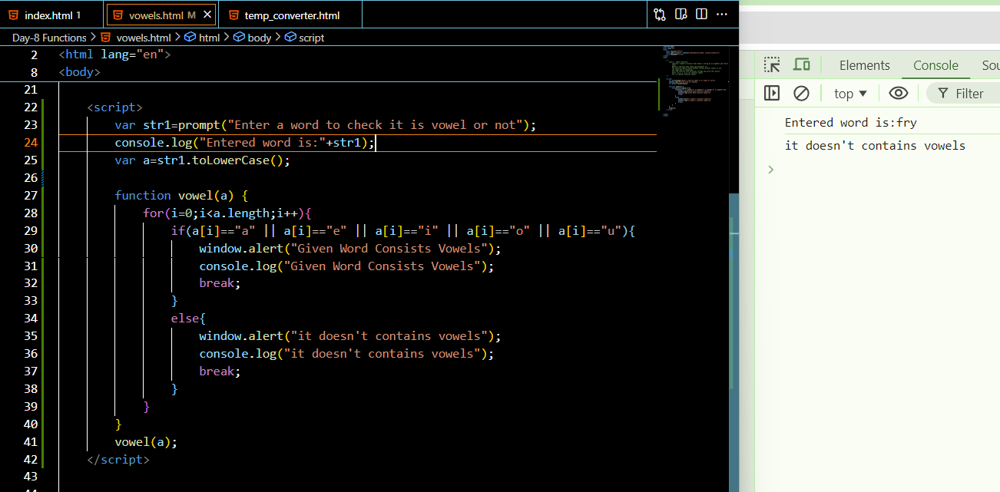 index.html 1 vowels.html M temp_converter.html
Day-8 Functions > vowels.html > html > body > script
2 <html lang="en">
8 <body>
21
22 <script>
23 var str1=prompt("Enter a word to check it is vowel or not");
24 console.log("Entered word is:"+str1);
25 var a=str1.toLowerCase();
26
27 function vowel(a) {
28 for(i=0;i<a.length;i++){
29 if(a[i]=="a" || a[i]=="e" || a[i]=="i" || a[i]=="o" || a[i]=="u"){
30 window.alert("Given Word Consists Vowels");
31 console.log("Given Word Consists Vowels");
32 break;
33 }
34 else{
35 window.alert("it doesn't contains vowels");
36 console.log("it doesn't contains vowels");
37 break;
38 }
39 }
40 }
41 vowel(a);
42 </script>
43
Elements Console Sou
top Filter
Entered word is:fry
it doesn't contains vowels
>